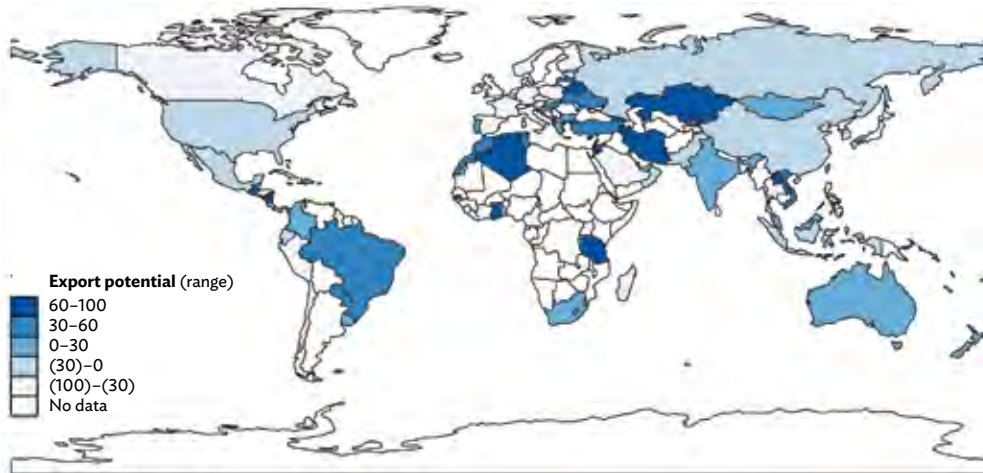 Export potential (range)
60–100
30–60
0–30
(30)–0
(100)–(30)
No data